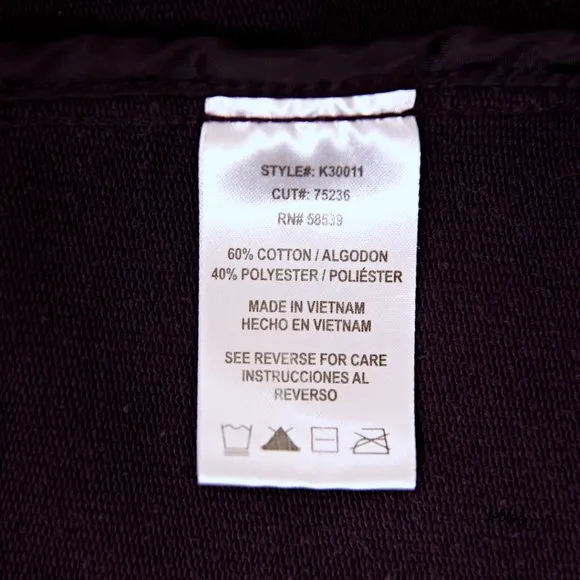 STYLE#: K30011
CUT#: 75236
RN# 58539
60% COTTON / ALGODON
40% POLYESTER / POLIÉSTER
MADE IN VIETNAM
HECHO EN VIETNAM
SEE REVERSE FOR CARE
INSTRUCCIONES AL
REVERSO